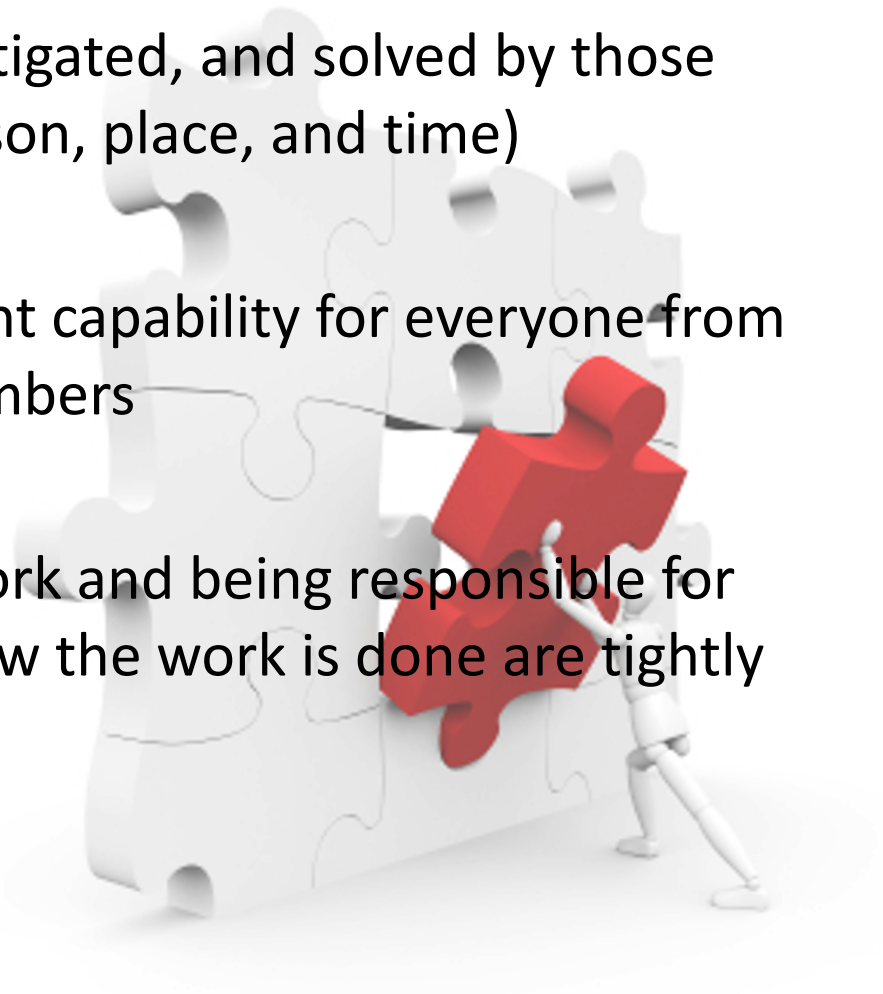 tigated, and solved by those
son, place, and time)
nt capability for everyone from
mbers
ork and being responsible for
w the work is done are tightly